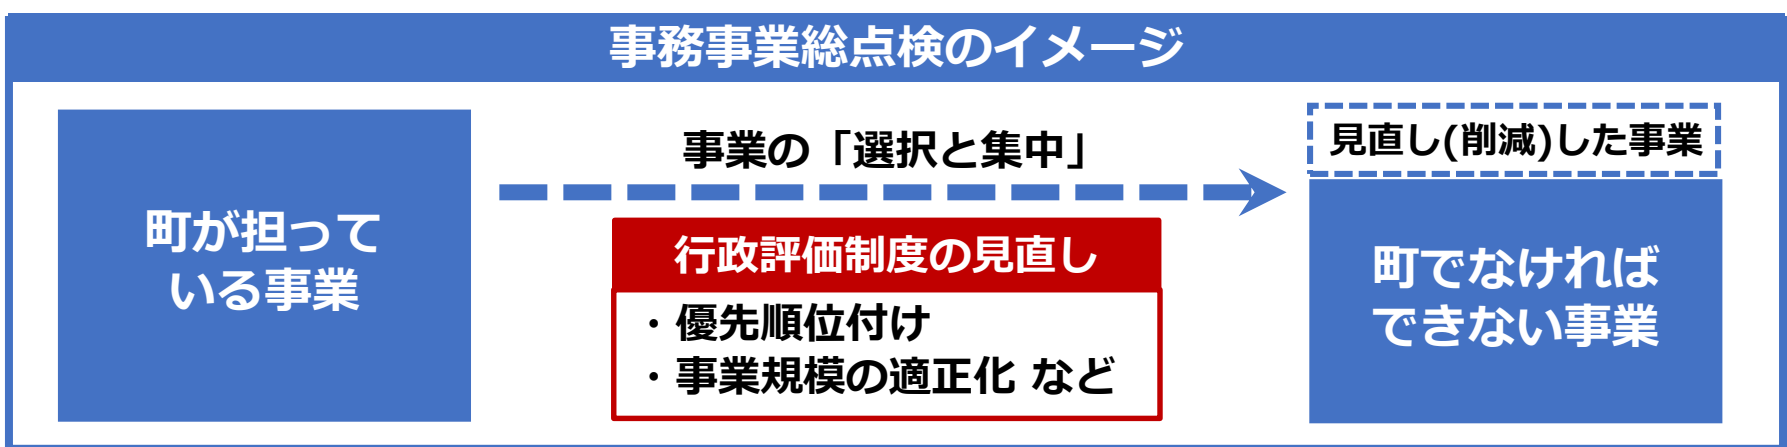 事務事業総点検のイメージ
町が担って
いる事業
事業の「選択と集中」
行政評価制度の見直し
・優先順位付け
・事業規模の適正化 など
見直し(削減)した事業
町でなければ
できない事業